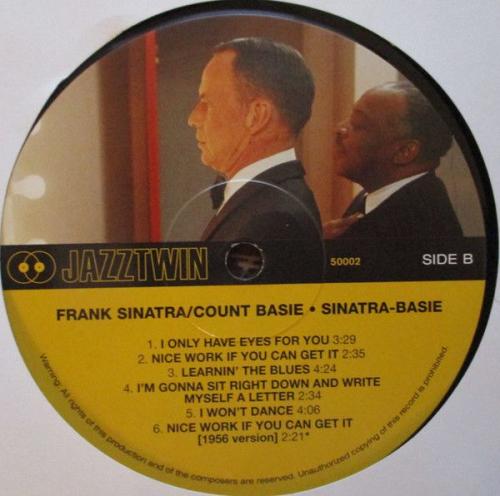 JAZZTWIN
50002
SIDE B
FRANK SINATRA/COUNT BASIE • SINATRA-BASIE
1. I ONLY HAVE EYES FOR YOU 3:29
2. NICE WORK IF YOU CAN GET IT 2:35
3. LEARNIN' THE BLUES 4:24
4. I'M GONNA SIT RIGHT DOWN AND WRITE
MYSELF A LETTER 2:34
5. I WON'T DANCE 4:06
6. NICE WORK IF YOU CAN GET IT
[1956 version] 2:21*
Warning: All rights of this production and of the composers are reserved. Unauthorized copying of this record is prohibited.